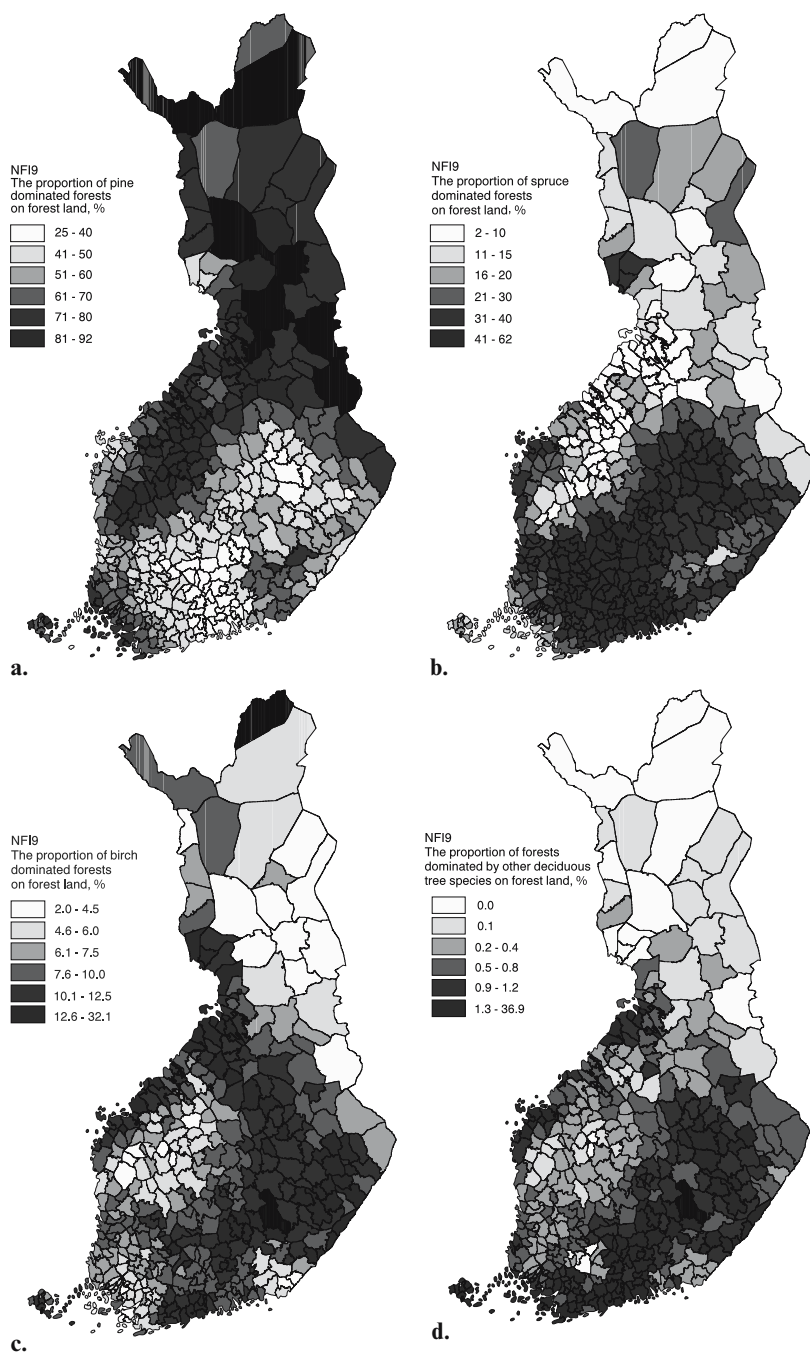 NFI9
The proportion of pine
dominated forests
on forest land, %
25 - 40
41 - 50
51 - 60
61 - 70
71 - 80
81 - 92
a.
NFI9
The proportion of spruce
dominated forests
on forest land, %
2 - 10
11 - 15
16 - 20
21 - 30
31 - 40
41 - 62
b.
NFI9
The proportion of birch
dominated forests
on forest land, %
2.0 - 4.5
4.6 - 6.0
6.1 - 7.5
7.6 - 10.0
10.1 - 12.5
12.6 - 32.1
c.
NFI9
The proportion of forests
dominated by other deciduous
tree species on forest land, %
0.0
0.1
0.2 - 0.4
0.5 - 0.8
0.9 - 1.2
1.3 - 36.9
d.